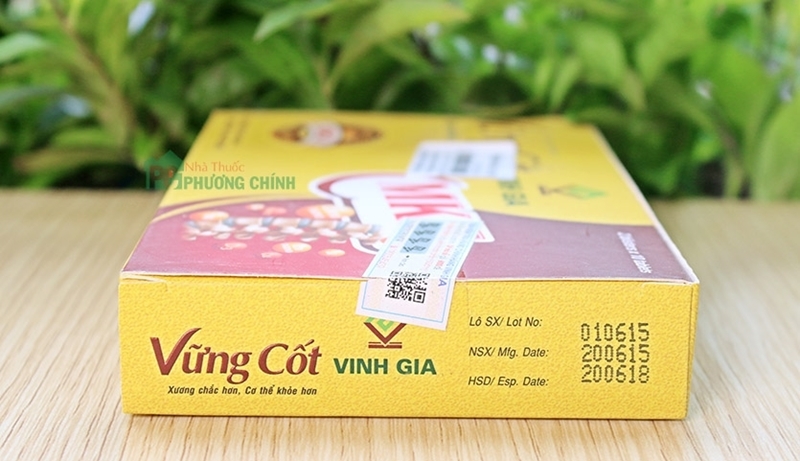 Nhà Thuốc
PHƯƠNG CHÍNH
MK
Vững Cốt
Xương chắc hơn, Cơ thể khỏe hơn
VINH GIA
Lô SX/ Lot No: 010615
NSX/ Mfg. Date: 200615
HSD/ Esp. Date: 200618